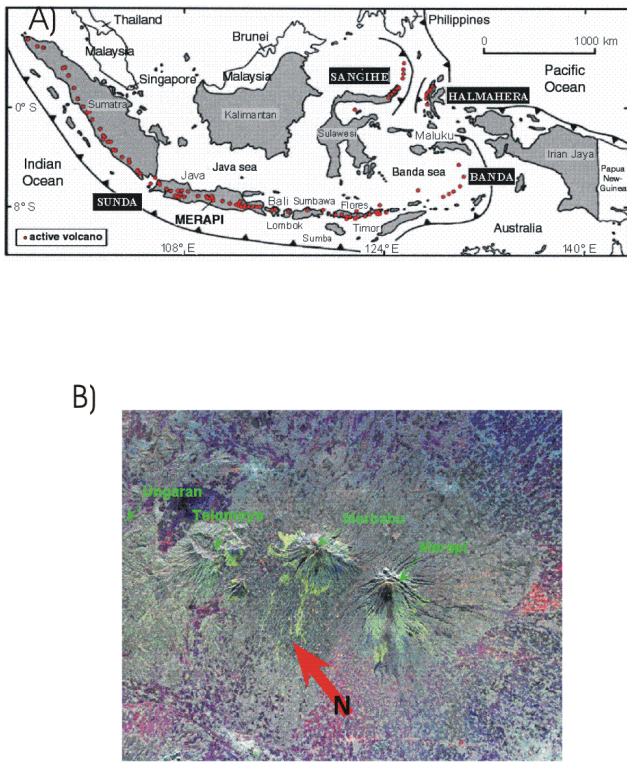 A)
Thailand
Philippines
Malaysia
Brunei
Singapore
Malaysia
SANGIHE
0
1000 km
Pacific
Ocean
HALMAHERA
0° S
Sumatra
Kalimantan
Sulawesi
Maluku
Indian
Ocean
Java
Java sea
Banda sea
BANDA
Irian Jaya
Papua
New-
Guinea
SUNDA
MERAPI
Bali
Sumbawa
Flores
8° S
Lombok
Timor
Sumba
Australia
active volcano
108° E
124° E
140° E
B)
Ungaran
Telomoyo
Merbabu
Merapi
N